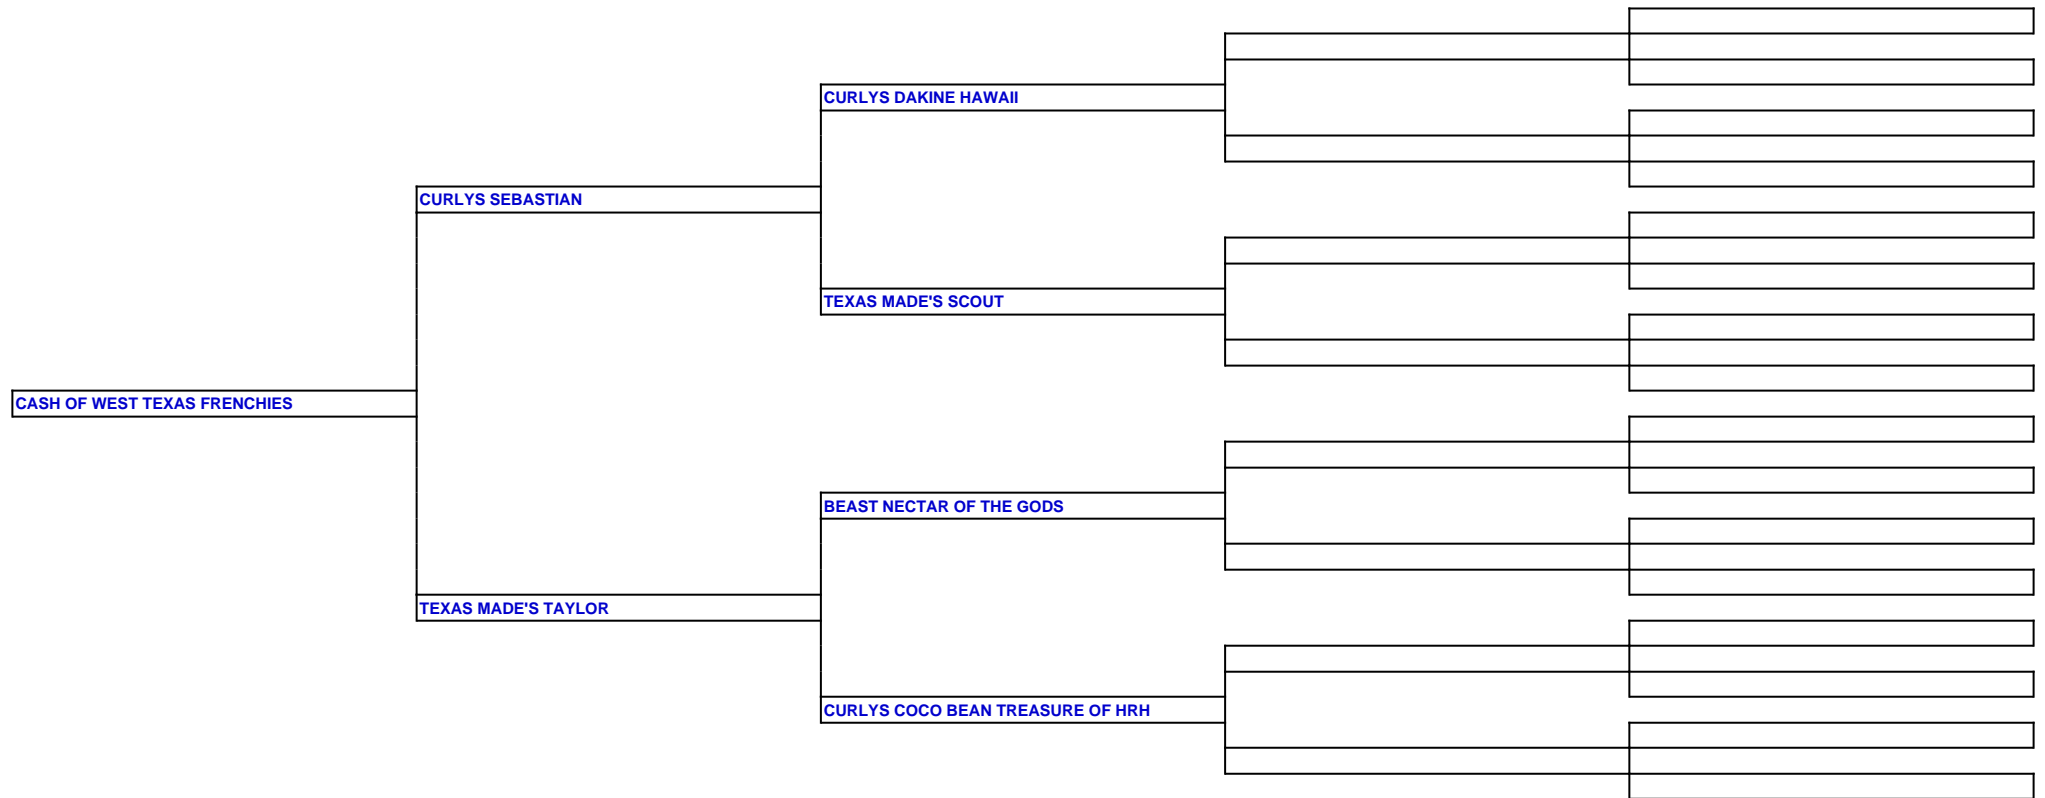 CURLYS DAKINE HAWAII
CURLYS SEBASTIAN
TEXAS MADE'S SCOUT
CASH OF WEST TEXAS FRENCHIES
BEAST NECTAR OF THE GODS
TEXAS MADE'S TAYLOR
CURLYS COCO BEAN TREASURE OF HRH